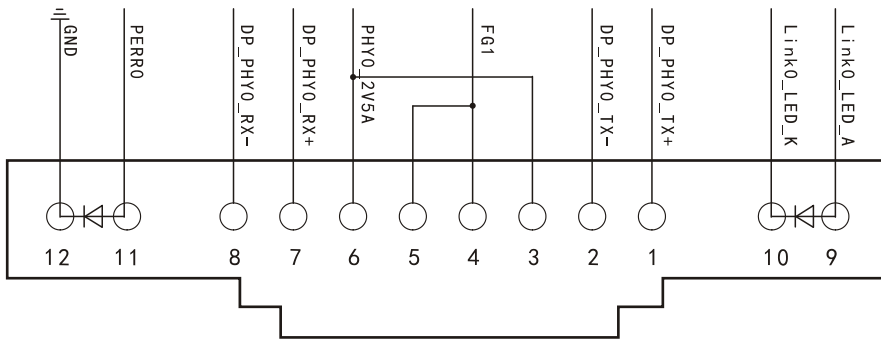 GND
PERR0
DP_PHY0_RX-
DP_PHY0_RX+
PHY0_2V5A
FG1
DP_PHY0_TX-
DP_PHY0_TX+
Link0_LED_K
Link0_LED_A
12
11
8
7
6
5
4
3
2
1
10
9